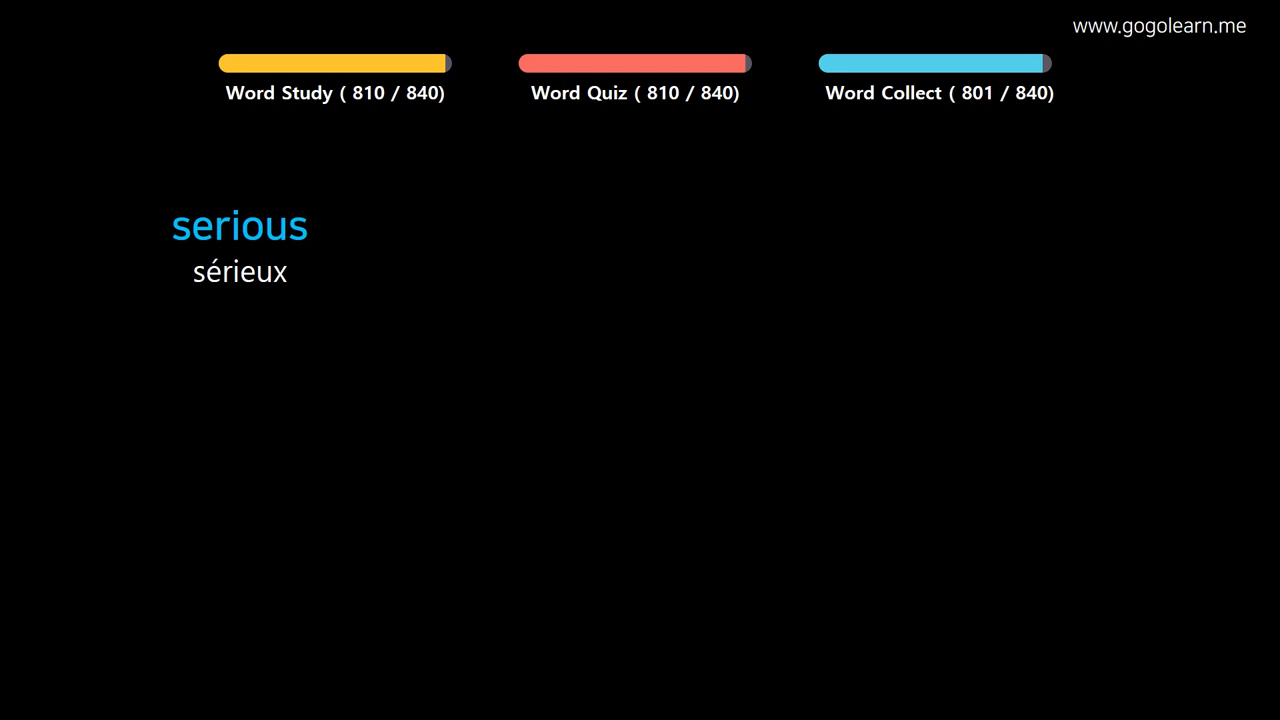 www.gogolearn.me
Word Study ( 810 / 840)
Word Quiz ( 810 / 840)
Word Collect ( 801 / 840)
serious
sérieux